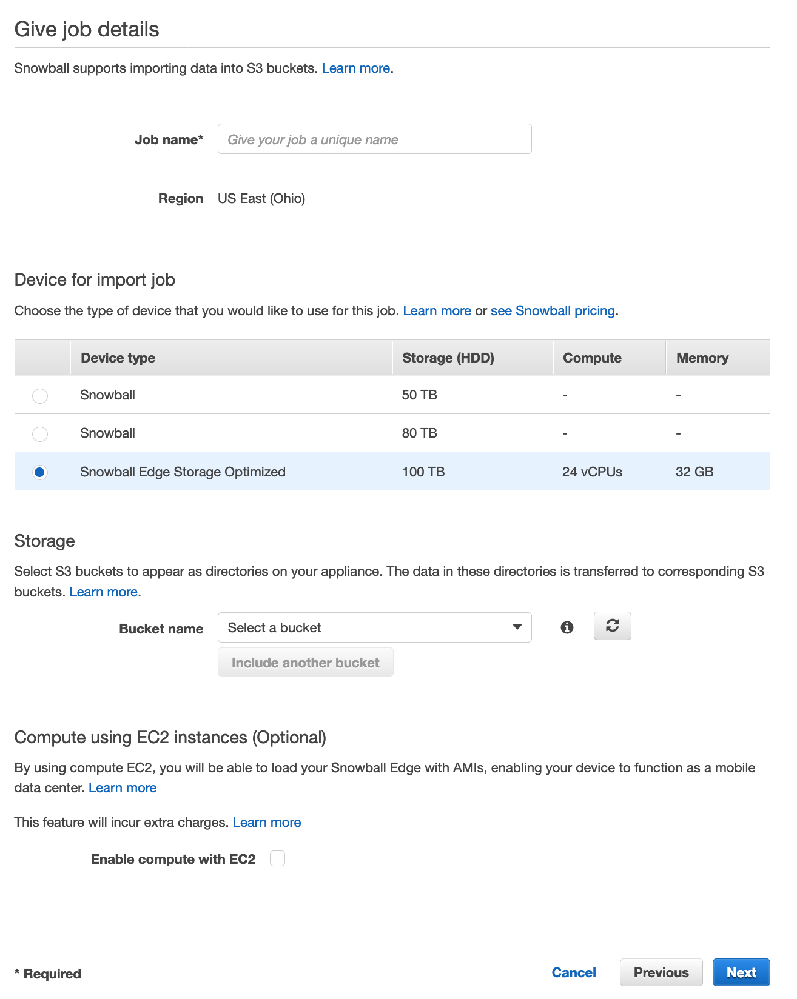 Give job details
Snowball supports importing data into S3 buckets. Learn more.
Job name* Give your job a unique name
Region US East (Ohio)
Device for import job
Choose the type of device that you would like to use for this job. Learn more or see Snowball pricing.
Device type Storage (HDD) Compute Memory
Snowball 50 TB - -
Snowball 80 TB - -
Snowball Edge Storage Optimized 100 TB 24 vCPUs 32 GB
Storage
Select S3 buckets to appear as directories on your appliance. The data in these directories is transferred to corresponding S3
buckets. Learn more.
Bucket name Select a bucket
Include another bucket
Compute using EC2 instances (Optional)
By using compute EC2, you will be able to load your Snowball Edge with AMIs, enabling your device to function as a mobile
data center. Learn more
This feature will incur extra charges. Learn more
Enable compute with EC2
* Required Cancel Previous Next